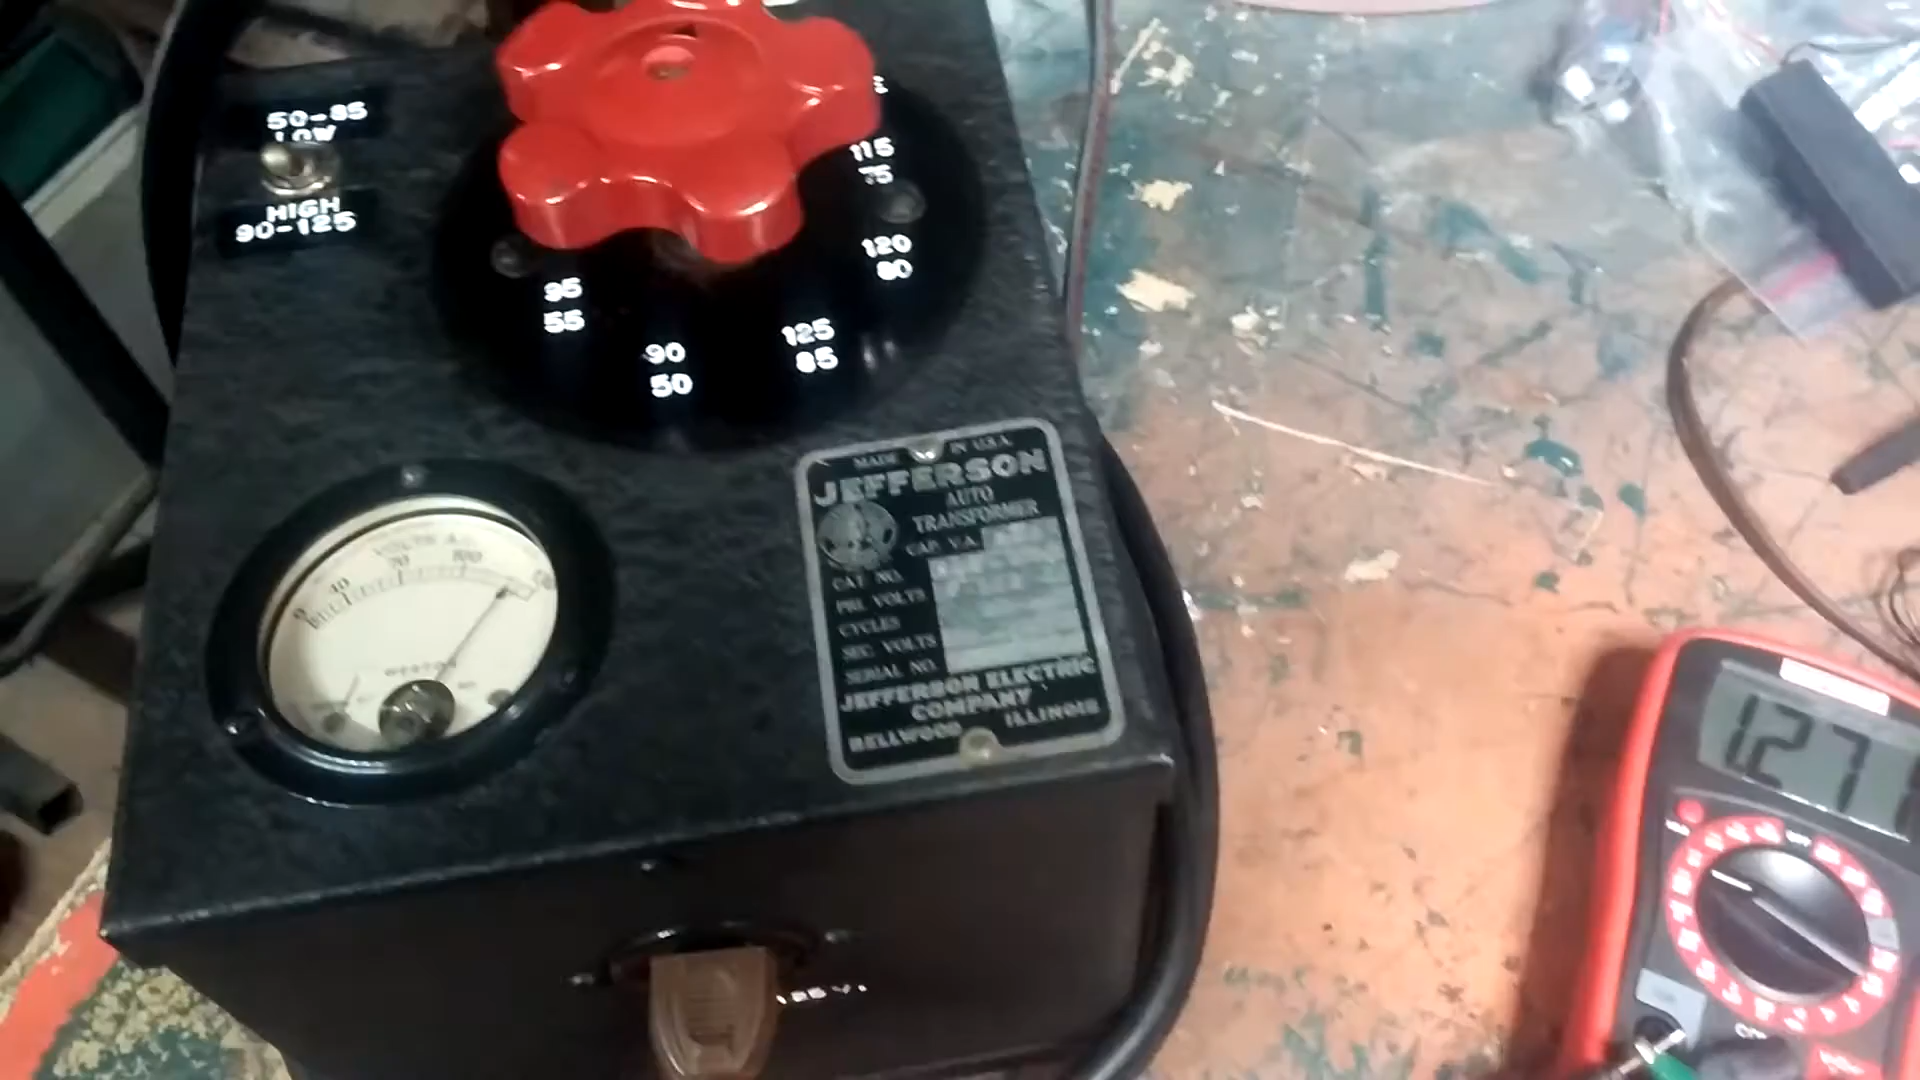 50-85
LOW
HIGH
90-125
115
75
120
80
95
55
90
50
125
85
VOLTS A.C.
0 40 70 100
WESTON
MADE IN U.S.A.
JEFFERSON
AUTO
TRANSFORMER
CAP. V.A.
CAT NO.
PRI. VOLTS
CYCLES
SEC. VOLTS
SERIAL NO.
JEFFERSON ELECTRIC
COMPANY
BELLWOOD ILLINOIS
127